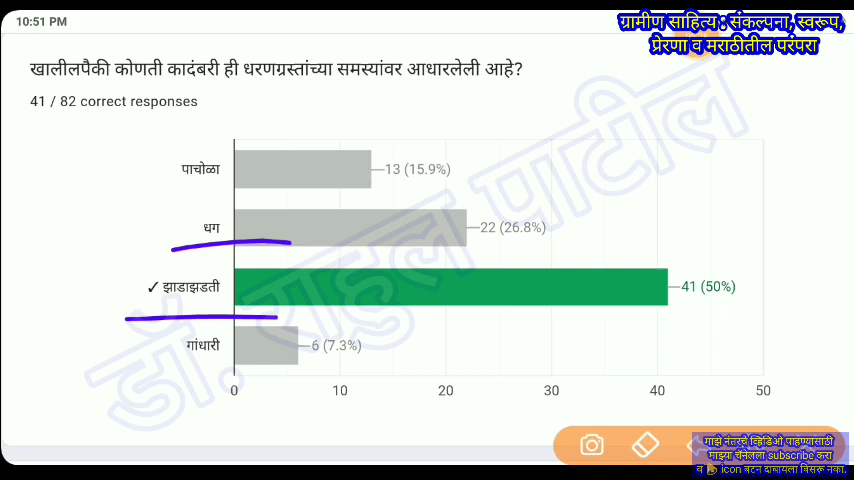 10:51 PM
ग्रामीण साहित्य : संकल्पना, स्वरूप,
प्रेरणा व मराठीतील परंपरा
खालीलपैकी कोणती कादंबरी ही धरणग्रस्तांच्या समस्यांवर आधारलेली आहे?
41 / 82 correct responses
पाचोळा 13 (15.9%)
धग 22 (26.8%)
✓ झाडाझडती 41 (50%)
गांधारी 6 (7.3%)
0 10 20 30 40 50
डॉ. राहुल पाटील
माझे नंतरचे व्हिडिओ पाहण्यासाठी
माझ्या चॅनेलला subscribe करा
व icon बटन दाबायला विसरू नका.